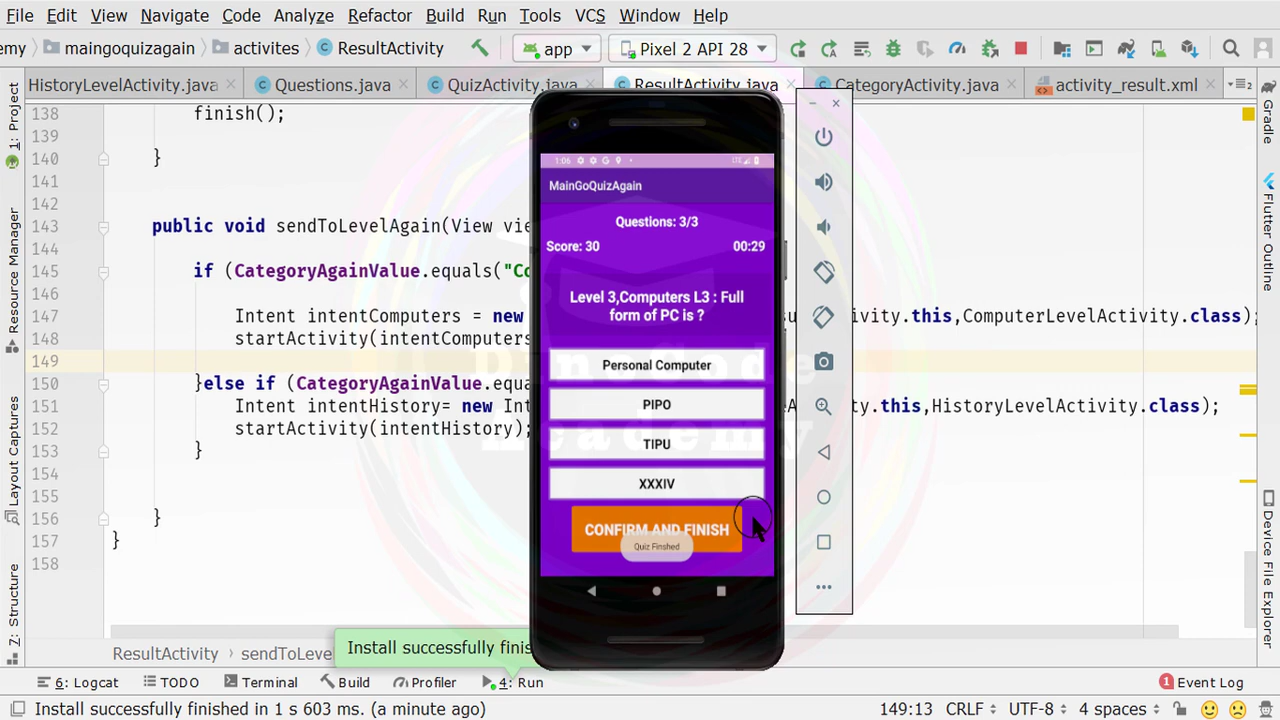 File Edit View Navigate Code Analyze Refactor Build Run Tools VCS Window Help
emy maingoquizagain activites ResultActivity app Pixel 2 API 28
HistoryLevelActivity.java Questions.java QuizActivity.java ResultActivity.java CategoryActivity.java activity_result.xml
138 finish();
139
140 }
141
142
143 public void sendToLevelAgain(View vie
144
145 if (CategoryAgainValue.equals("Co
146
147 Intent intentComputers = new ivity.this,ComputerLevelActivity.class);
148 startActivity(intentComputers
149
150 }else if (CategoryAgainValue.equa
151 Intent intentHistory= new Int vity.this,HistoryLevelActivity.class);
152 startActivity(intentHistory);
153 }
154
155
156 }
157 }
158
1:06 LTE
MainGoQuizAgain
Questions: 3/3
Score: 30 00:29
Level 3,Computers L3 : Full
form of PC is ?
Personal Computer
PIPO
TIPU
XXXIV
CONFIRM AND FINISH
Quiz Finshed
DinoCode
Academy
1: Project
Resource Manager
Layout Captures
Z: Structure
Gradle
Flutter Outline
Device File Explorer
Install successfully finis
ResultActivity sendToLeve
6: Logcat TODO Terminal Build Profiler 4: Run 1 Event Log
Install successfully finished in 1 s 603 ms. (a minute ago) 149:13 CRLF UTF-8 4 spaces